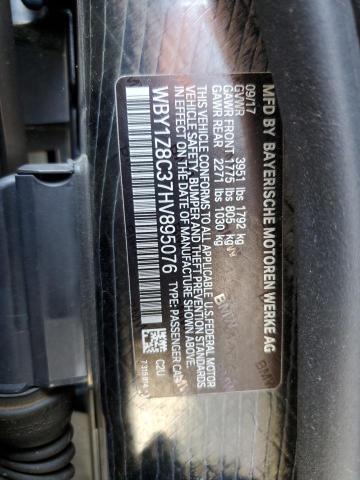 MFD BY BAYERISCHE MOTOREN WERKE AG
09/17
GVWR 3951 lbs 1792 kg
GAWR FRONT 1775 lbs 805 kg
GAWR REAR 2271 lbs 1030 kg
THIS VEHICLE CONFORMS TO ALL APPLICABLE U.S. FEDERAL MOTOR
VEHICLE SAFETY, BUMPER AND THEFT PREVENTION STANDARDS
IN EFFECT ON THE DATE OF MANUFACTURE SHOWN ABOVE.
WBY1Z8C37HV895076 TYPE: PASSENGER CAR
C2U